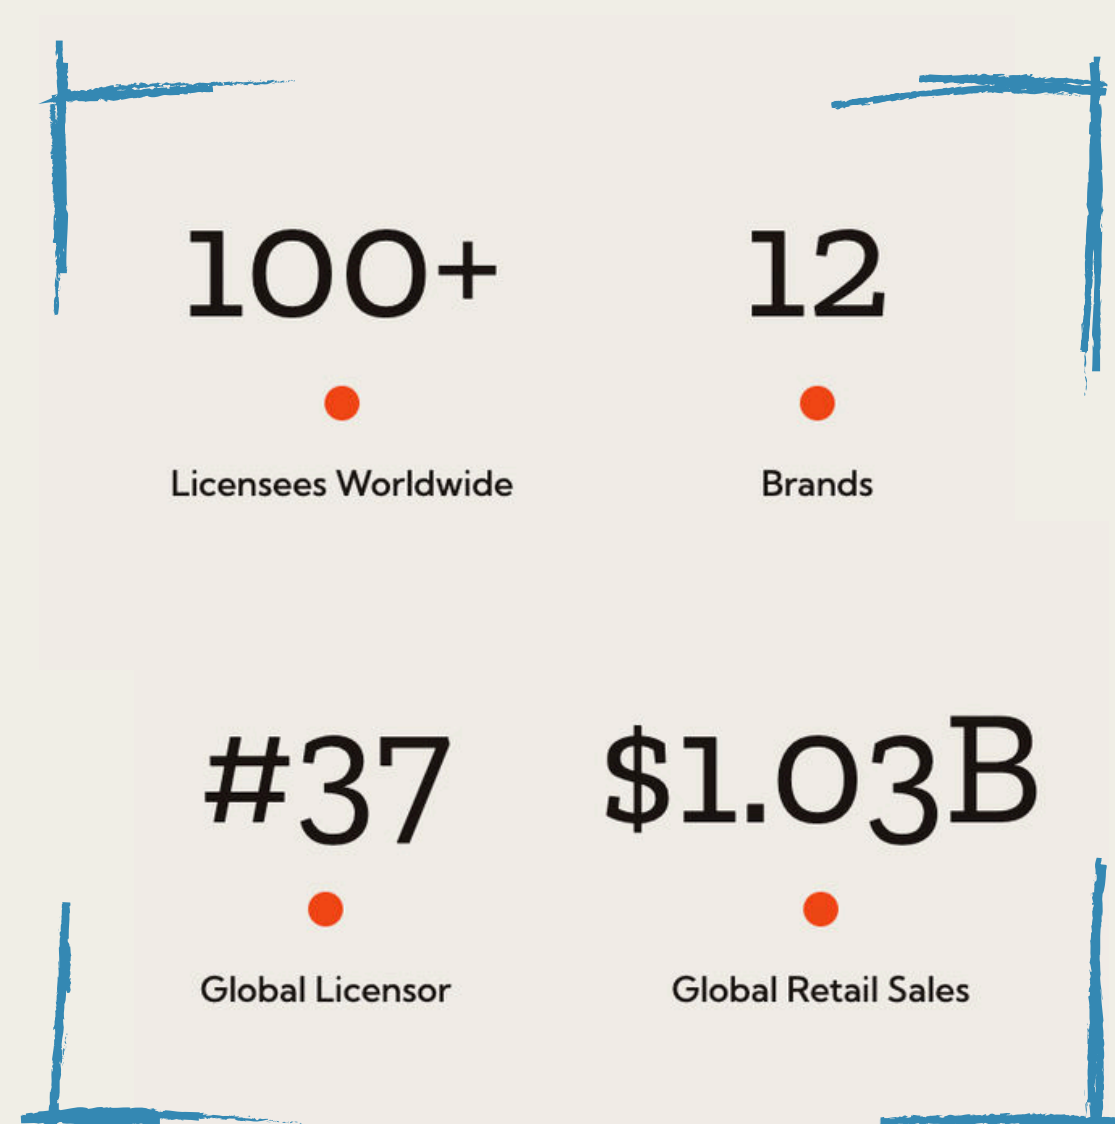 100+
12
Licensees Worldwide
Brands
#37
$1.03B
Global Licensor
Global Retail Sales